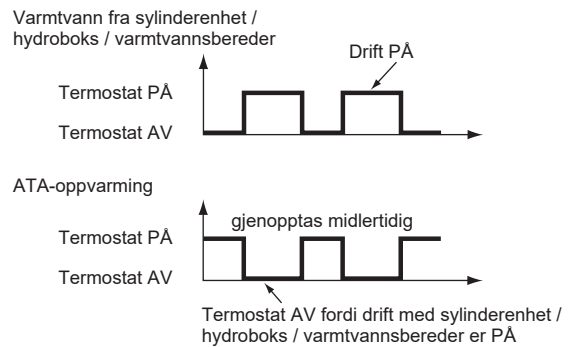 Varmtvann fra sylinderenhet /
hydroboks / varmtvannsbereder
Drift PÅ
Termostat PÅ
Termostat AV
ATA-oppvarming
gjenopptas midlertidig
Termostat PÅ
Termostat AV
Termostat AV fordi drift med sylinderenhet /
hydroboks / varmtvannsbereder er PÅ